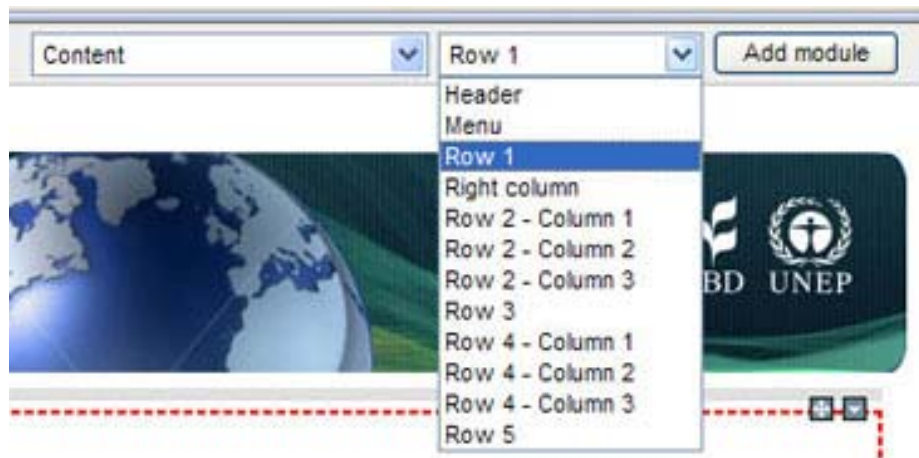 Content
Row 1
Add module
Header
Menu
Row 1
Right column
Row 2 - Column 1
Row 2 - Column 2
Row 2 - Column 3
Row 3
Row 4 - Column 1
Row 4 - Column 2
Row 4 - Column 3
Row 5
BD
UNEP